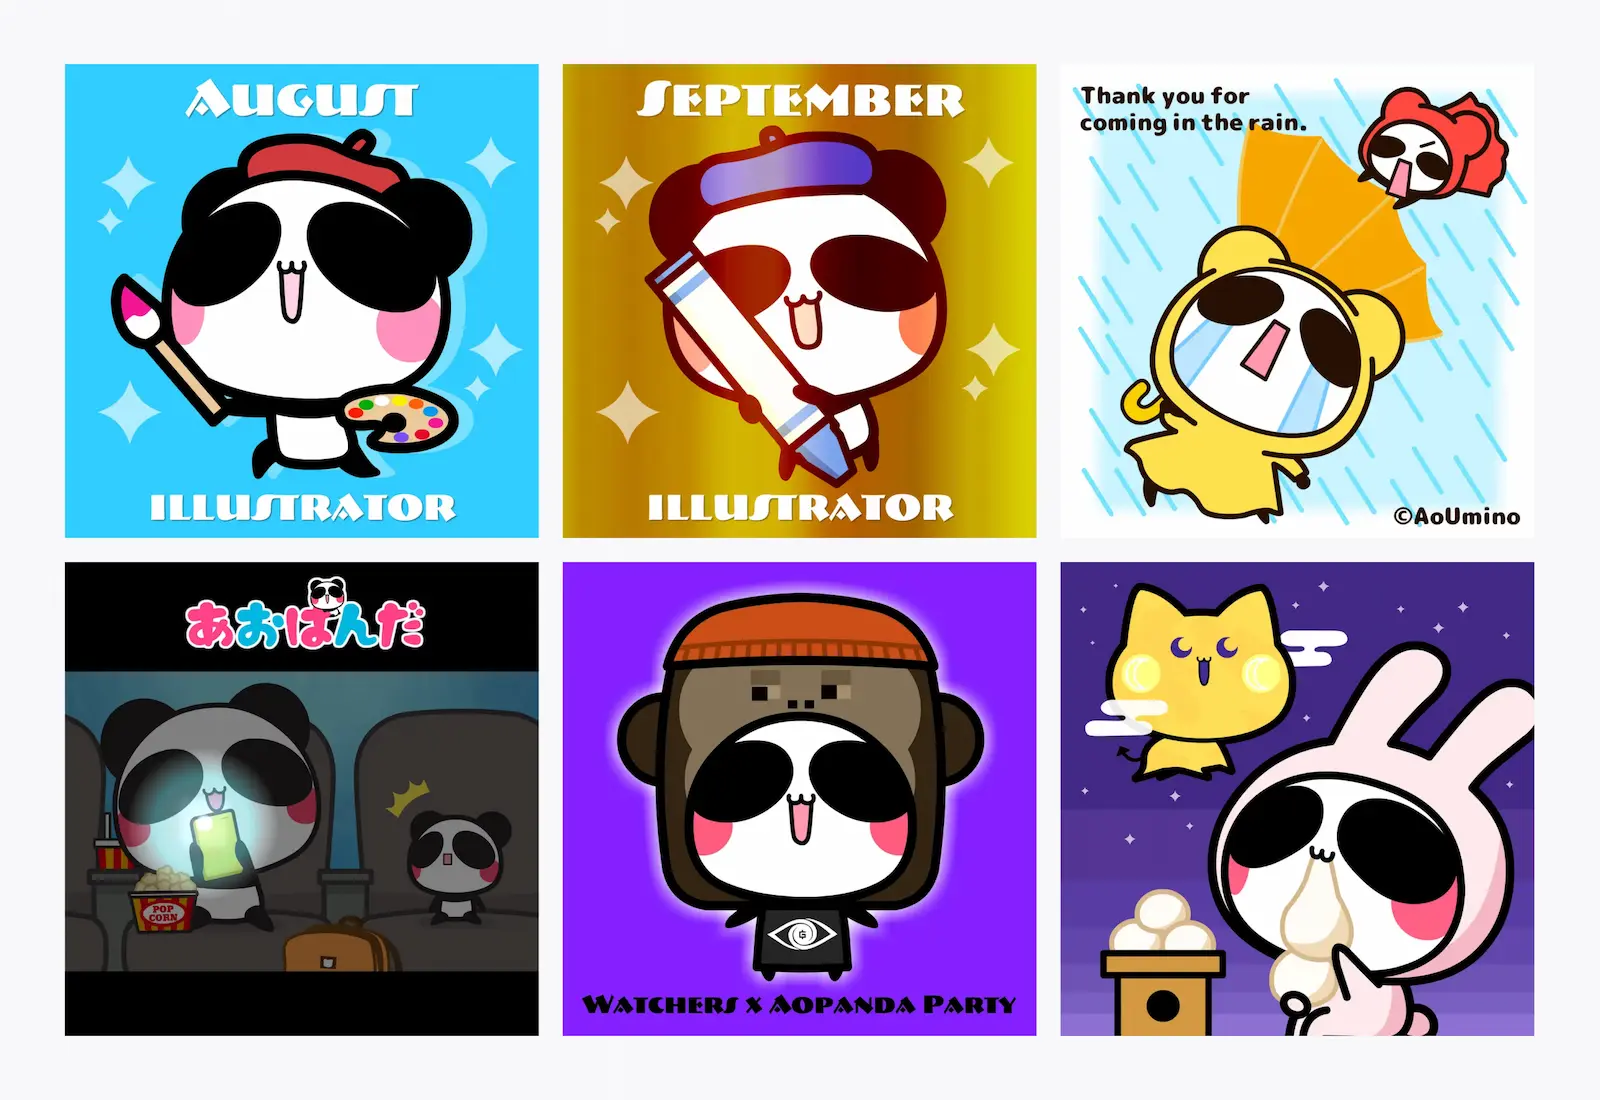 August
Illustrator
September
Illustrator
Thank you for
coming in the rain.
©AoUmino
あおぱんだ
POP
CORN
Watchers x Aopanda Party